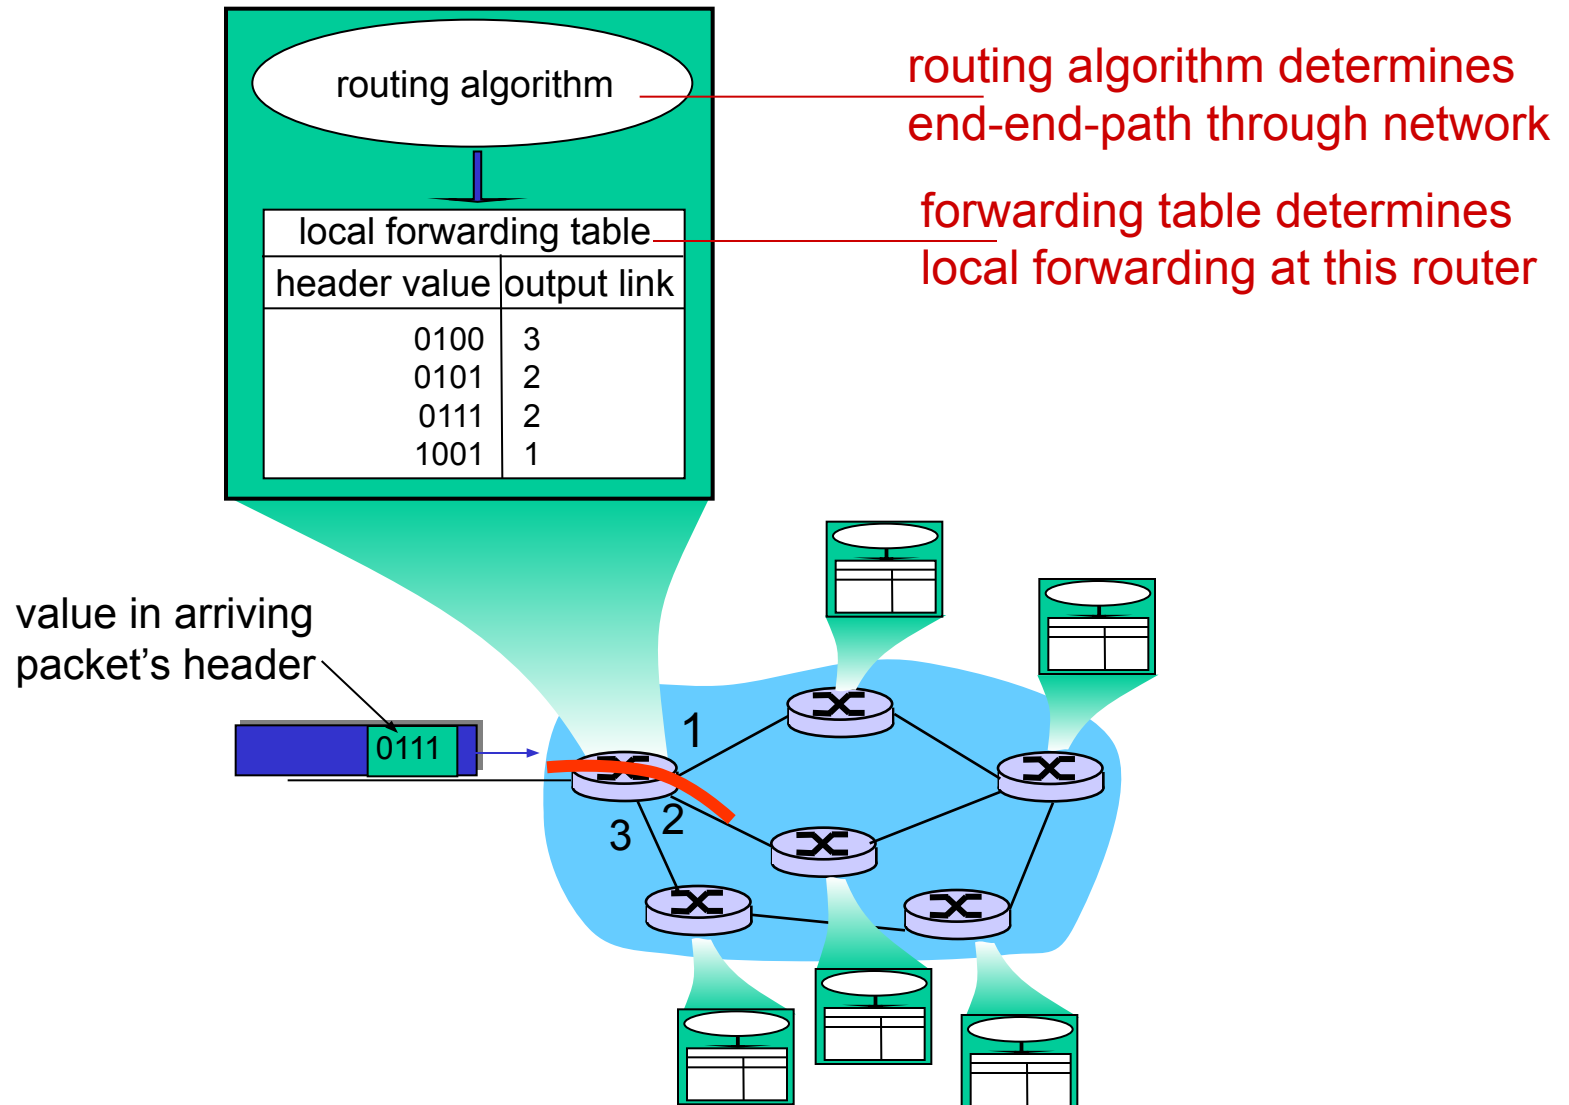 routing algorithm
routing algorithm determines
end-end-path through network
local forwarding table
forwarding table determines
local forwarding at this router
header value output link
0100 3
0101 2
0111 2
1001 1
value in arriving
packet’s header
0111
1
2
3